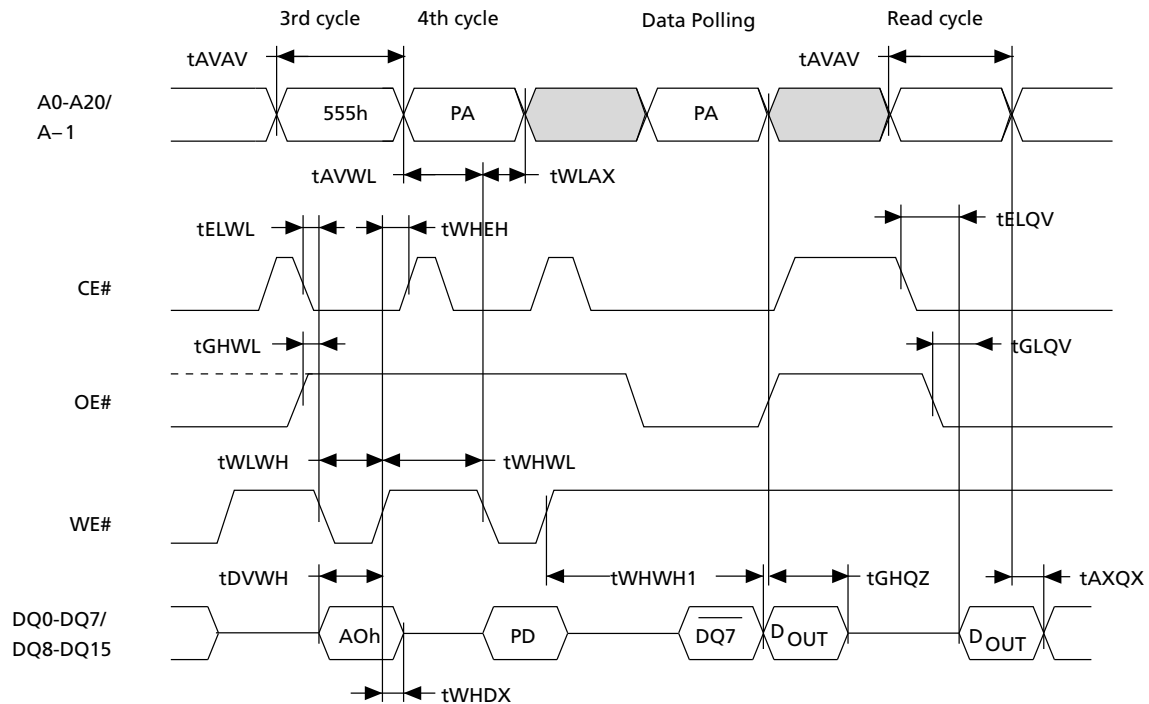 3rd cycle 4th cycle Data Polling Read cycle
tAVAV tAVAV
A0-A20/
A–1
555h PA PA
tAVWL tWLAX
tELWL tWHEH tELQV
CE#
tGHWL tGLQV
OE#
tWLWH tWHWL
WE#
tDVWH tWHWH1 tGHQZ tAXQX
DQ0-DQ7/
DQ8-DQ15
AOh PD DQ7 DOUT DOUT
tWHDX